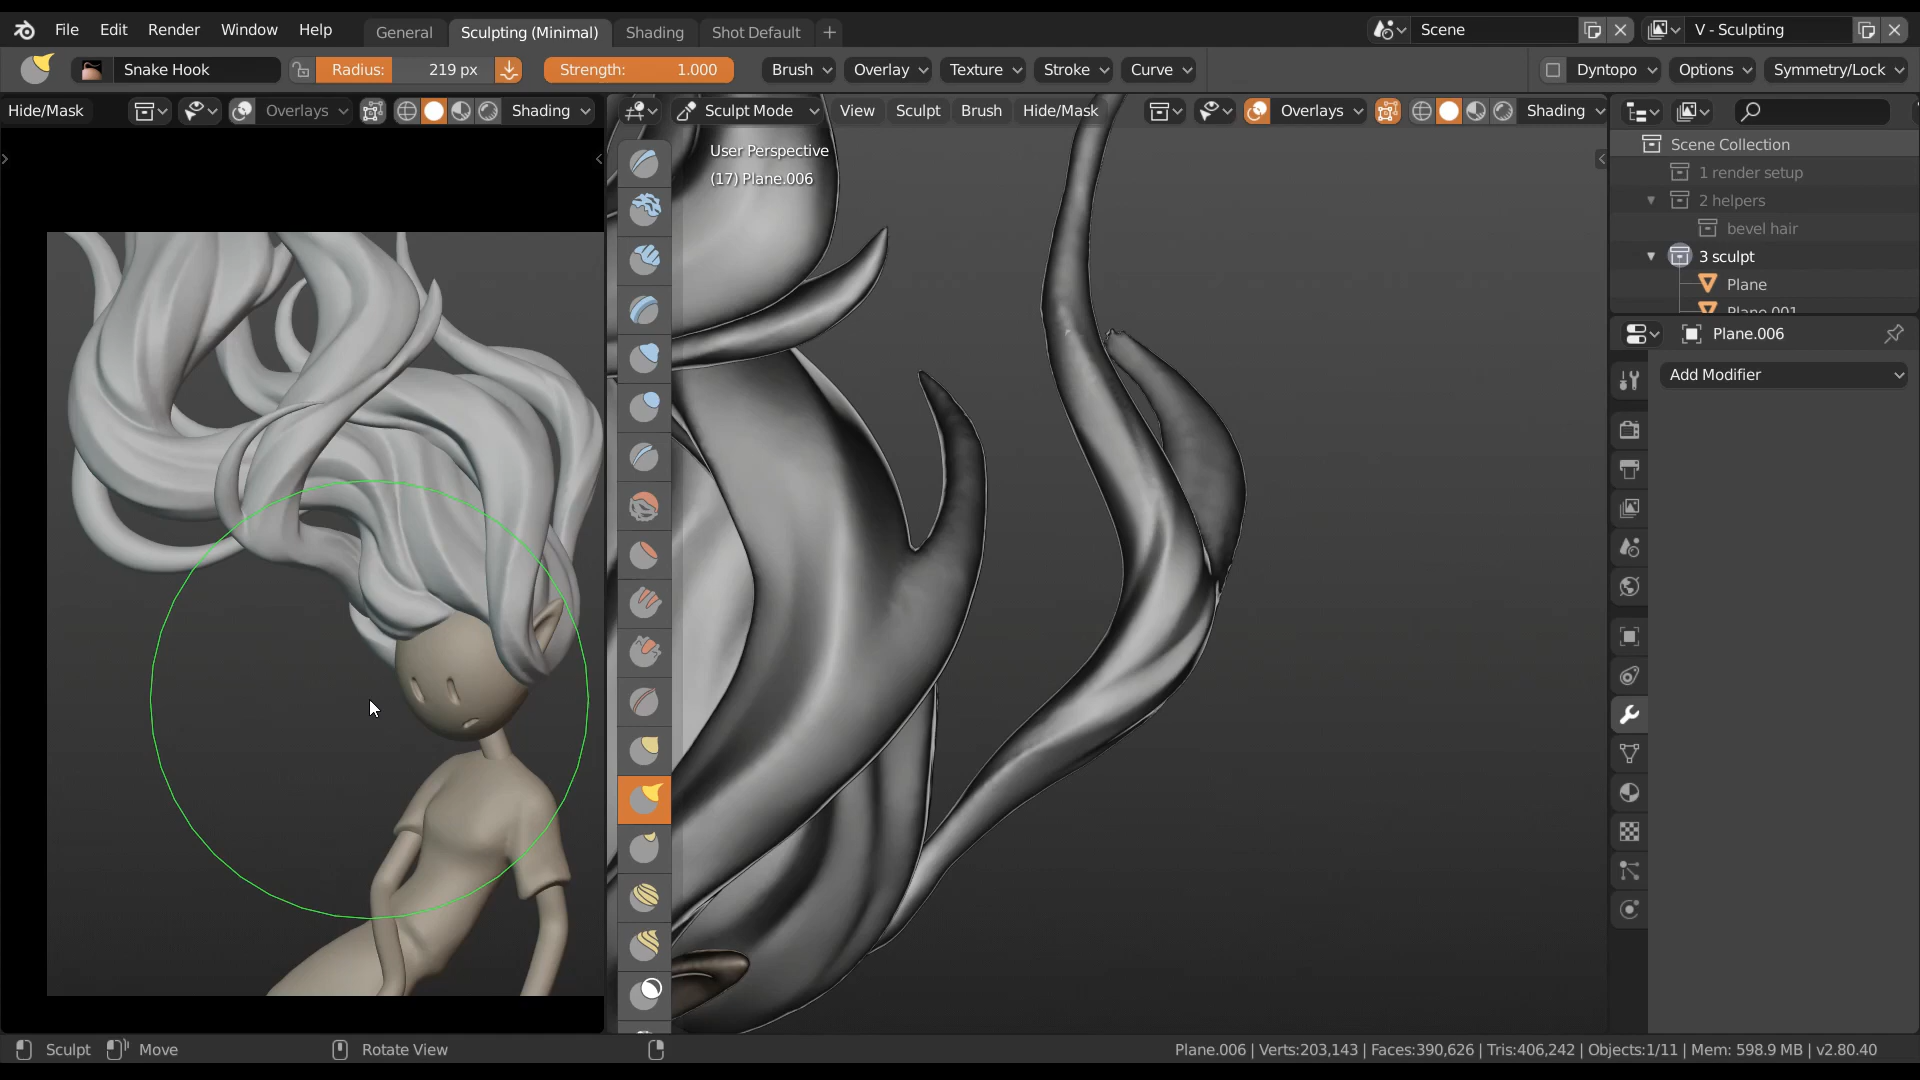 File Edit Render Window Help General Sculpting (Minimal) Shading Shot Default + Scene V - Sculpting
Snake Hook Radius: 219 px Strength: 1.000 Brush Overlay Texture Stroke Curve Dyntopo Options Symmetry/Lock
Hide/Mask Overlays Shading Sculpt Mode View Sculpt Brush Hide/Mask Overlays Shading
User Perspective
(17) Plane.006
Scene Collection
1 render setup
2 helpers
bevel hair
3 sculpt
Plane
Plane.001
Plane.006
Add Modifier
Sculpt Move Rotate View Plane.006 | Verts:203,143 | Faces:390,626 | Tris:406,242 | Objects:1/11 | Mem: 598.9 MB | v2.80.40